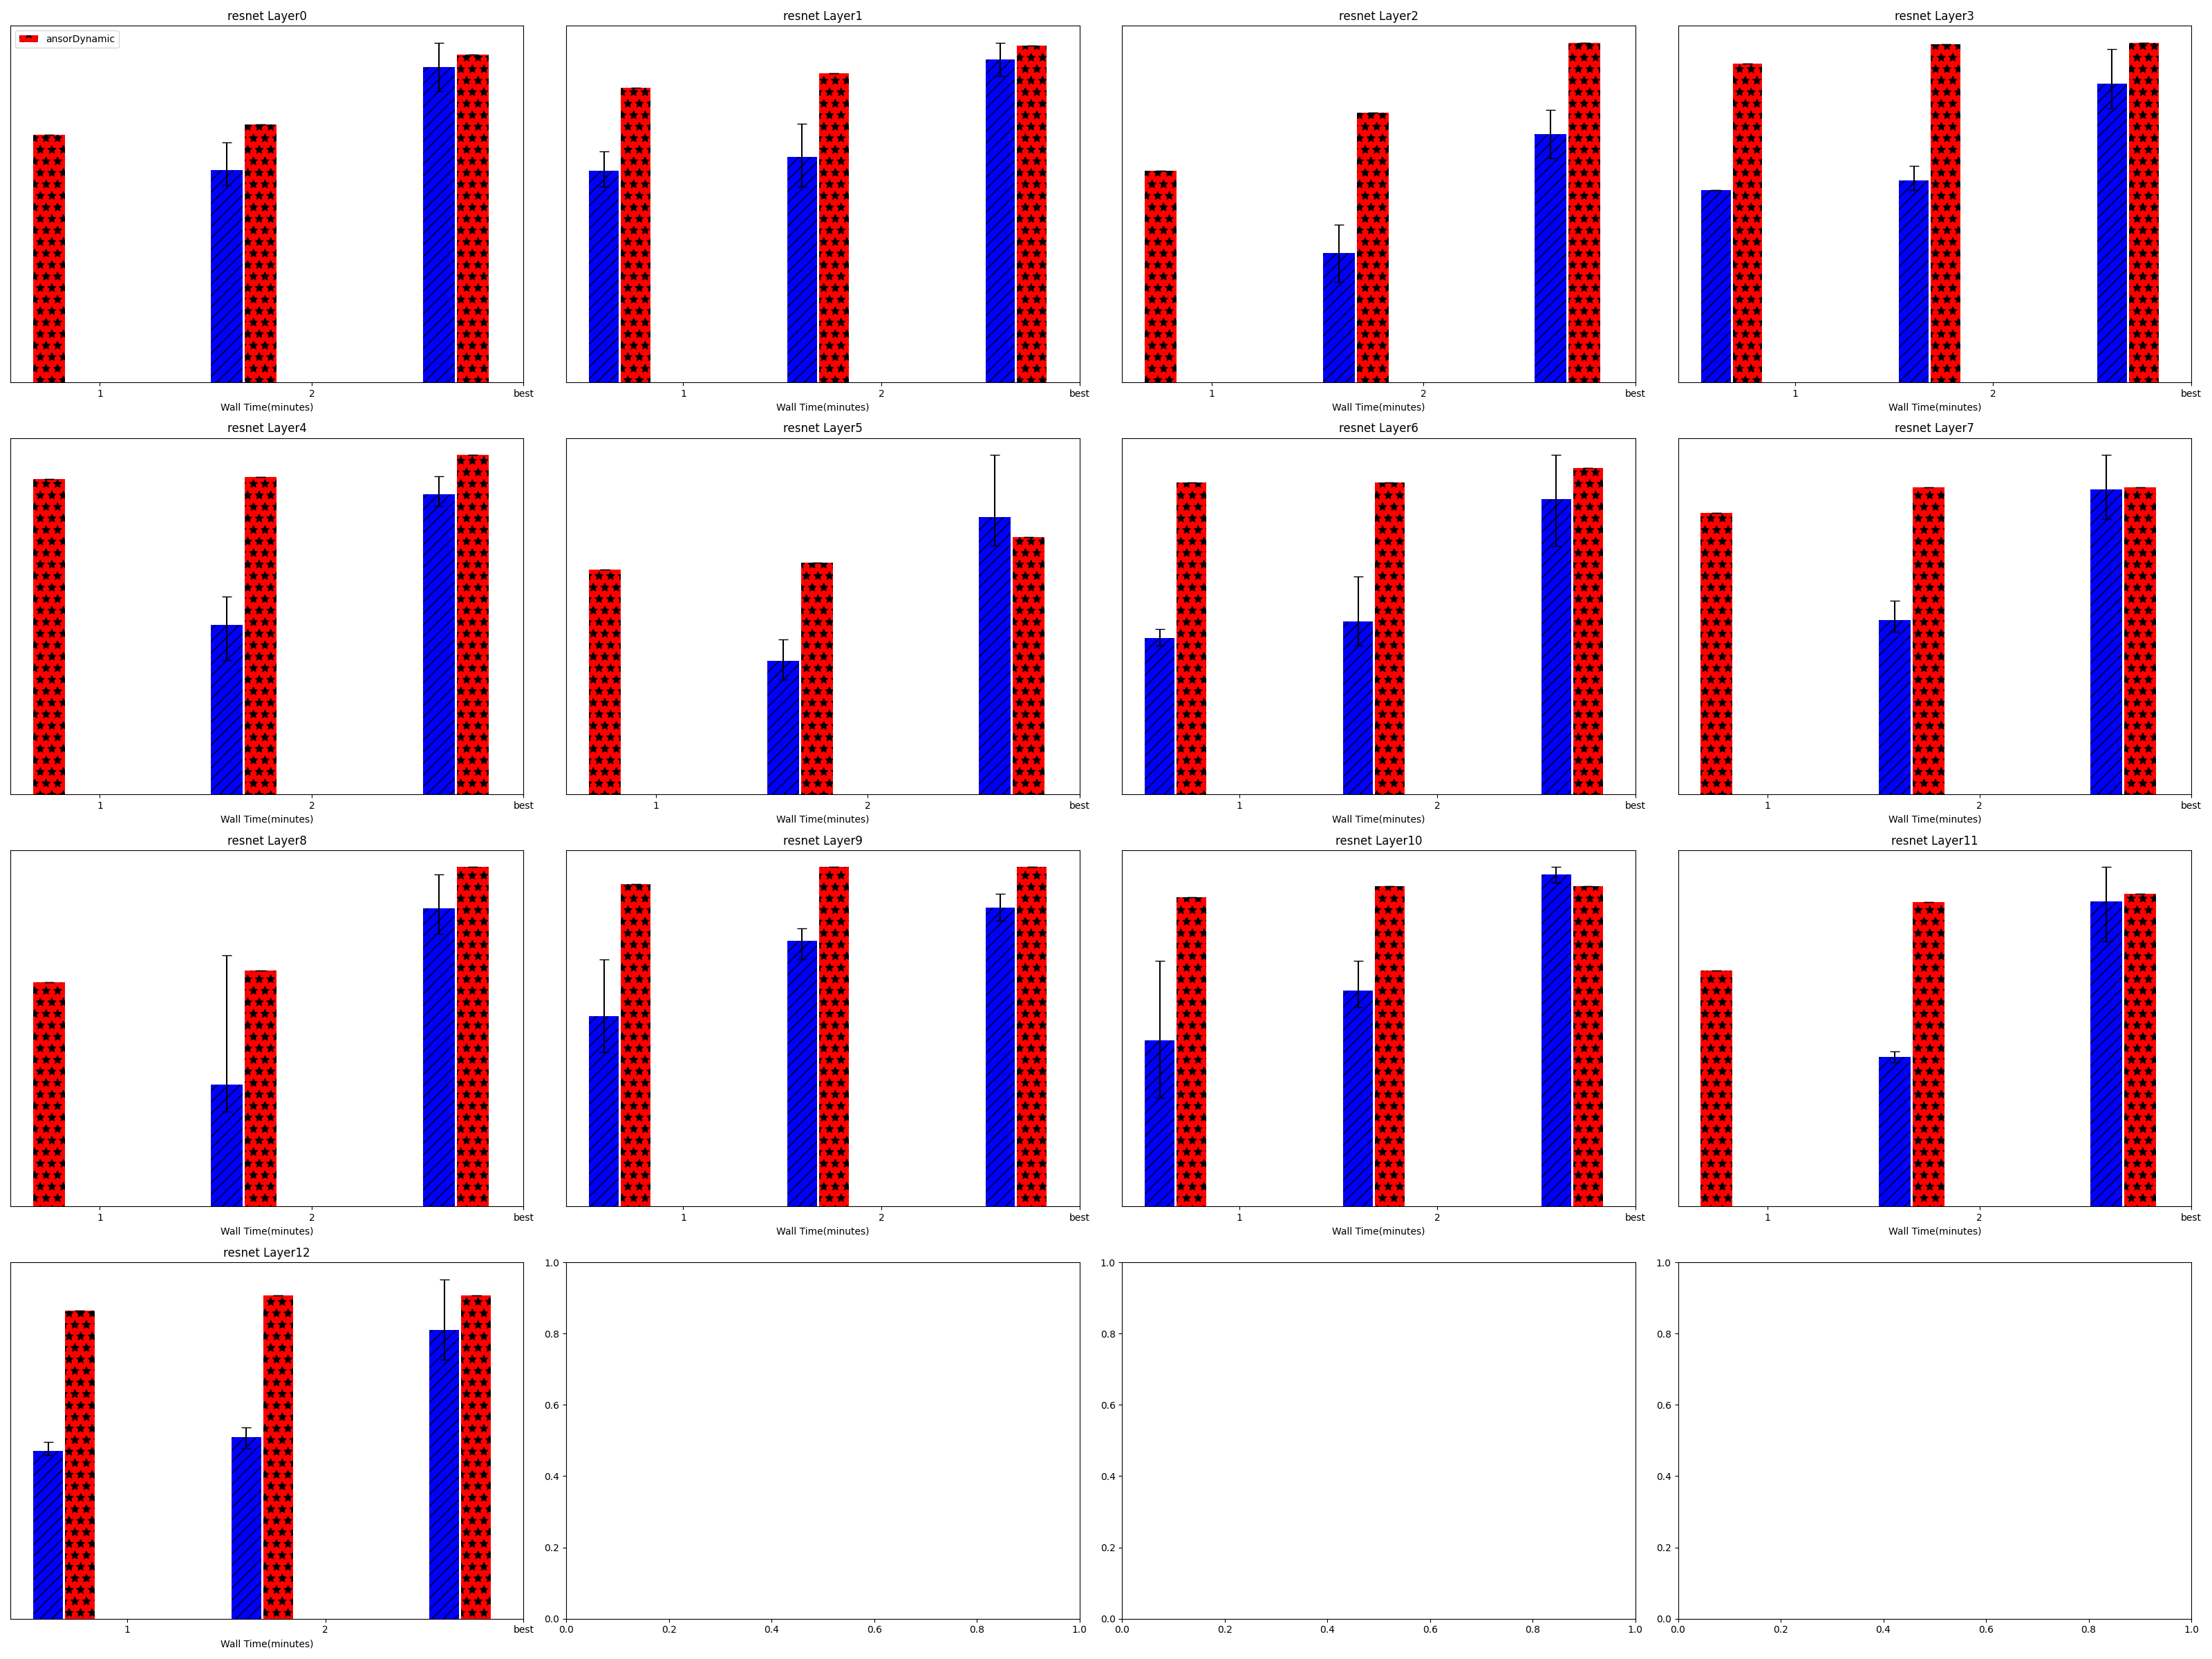 resnet Layer0
resnet Layer1
resnet Layer2
resnet Layer3
ansorDynamic
1 2 best
1 2 best
1 2 best
1 2 best
Wall Time(minutes)
Wall Time(minutes)
Wall Time(minutes)
Wall Time(minutes)
resnet Layer4
resnet Layer5
resnet Layer6
resnet Layer7
1 2 best
1 2 best
1 2 best
1 2 best
Wall Time(minutes)
Wall Time(minutes)
Wall Time(minutes)
Wall Time(minutes)
resnet Layer8
resnet Layer9
resnet Layer10
resnet Layer11
1 2 best
1 2 best
1 2 best
1 2 best
Wall Time(minutes)
Wall Time(minutes)
Wall Time(minutes)
Wall Time(minutes)
resnet Layer12
1 2 best
Wall Time(minutes)
1.0
0.8
0.6
0.4
0.2
0.0
0.0 0.2 0.4 0.6 0.8 1.0
1.0
0.8
0.6
0.4
0.2
0.0
0.0 0.2 0.4 0.6 0.8 1.0
1.0
0.8
0.6
0.4
0.2
0.0
0.0 0.2 0.4 0.6 0.8 1.0